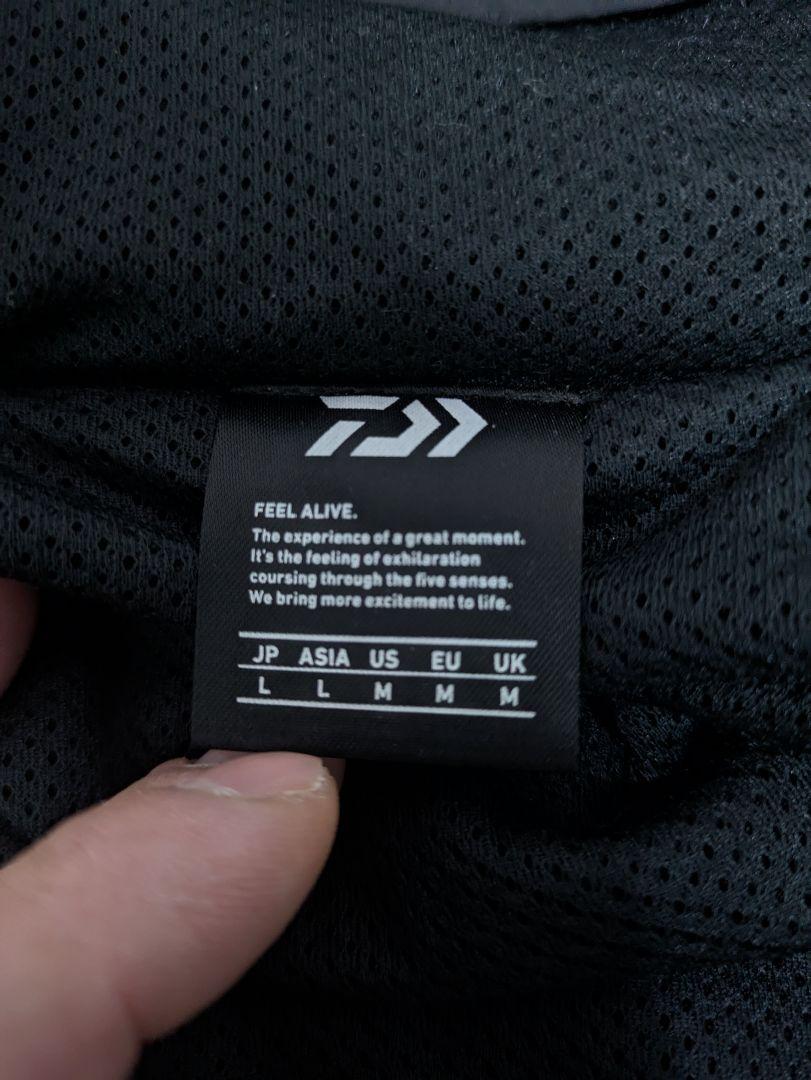 FEEL ALIVE.
The experience of a great moment.
It's the feeling of exhilaration
coursing through the five senses.
We bring more excitement to life.
JP ASIA US EU UK
L L M M M